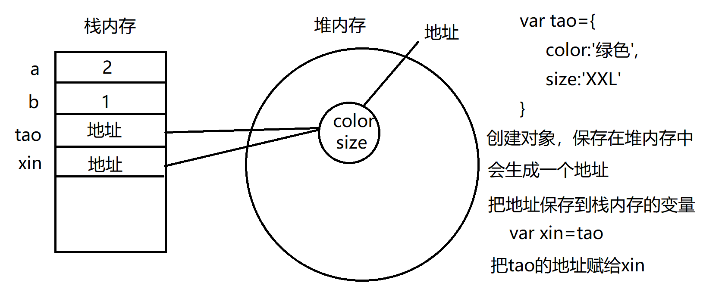 栈内存
堆内存
地址
a 2
b 1
tao 地址
xin 地址
color
size
var tao={
color:'绿色',
size:'XXL'
}
创建对象，保存在堆内存中
会生成一个地址
把地址保存到栈内存的变量
var xin=tao
把tao的地址赋给xin